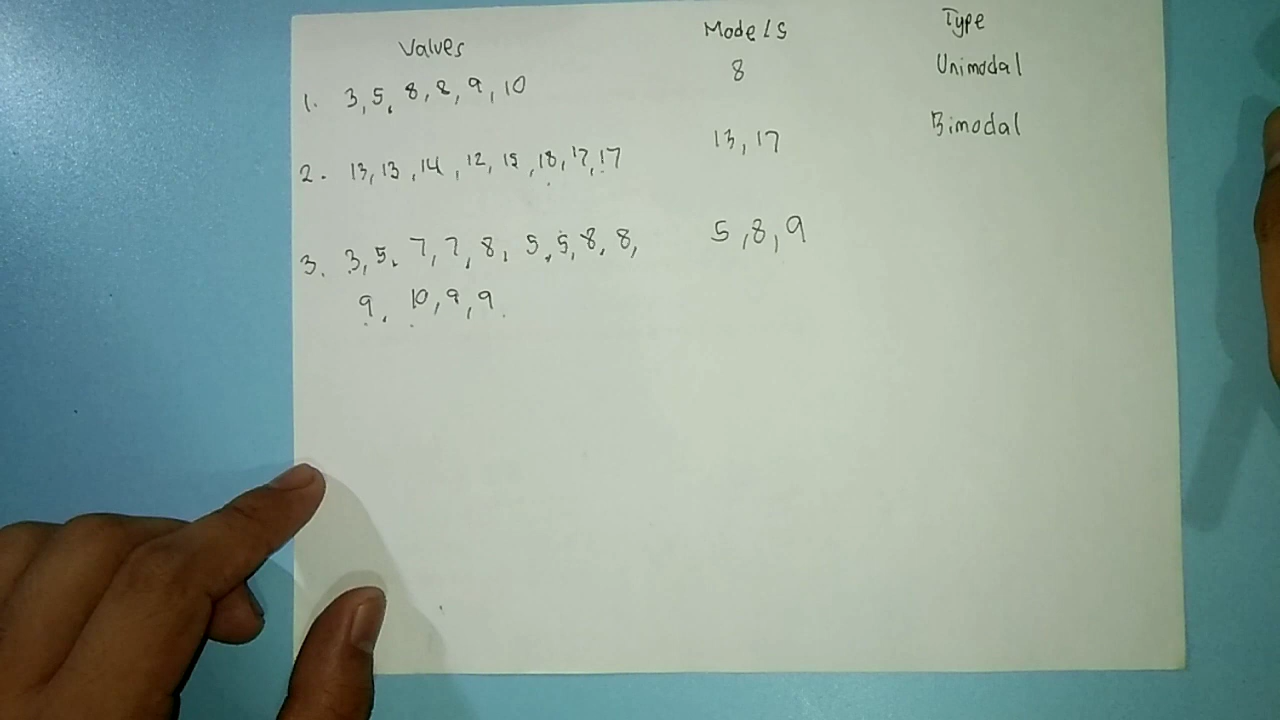 Values Mode/s Type
1. 3, 5, 8, 8, 9, 10 8 Unimodal
2. 13, 13, 14, 12, 15, 18, 17, 17 13, 17 Bimodal
3. 3, 5, 7, 7, 8, 5, 5, 8, 8, 5, 8, 9
9, 10, 9, 9